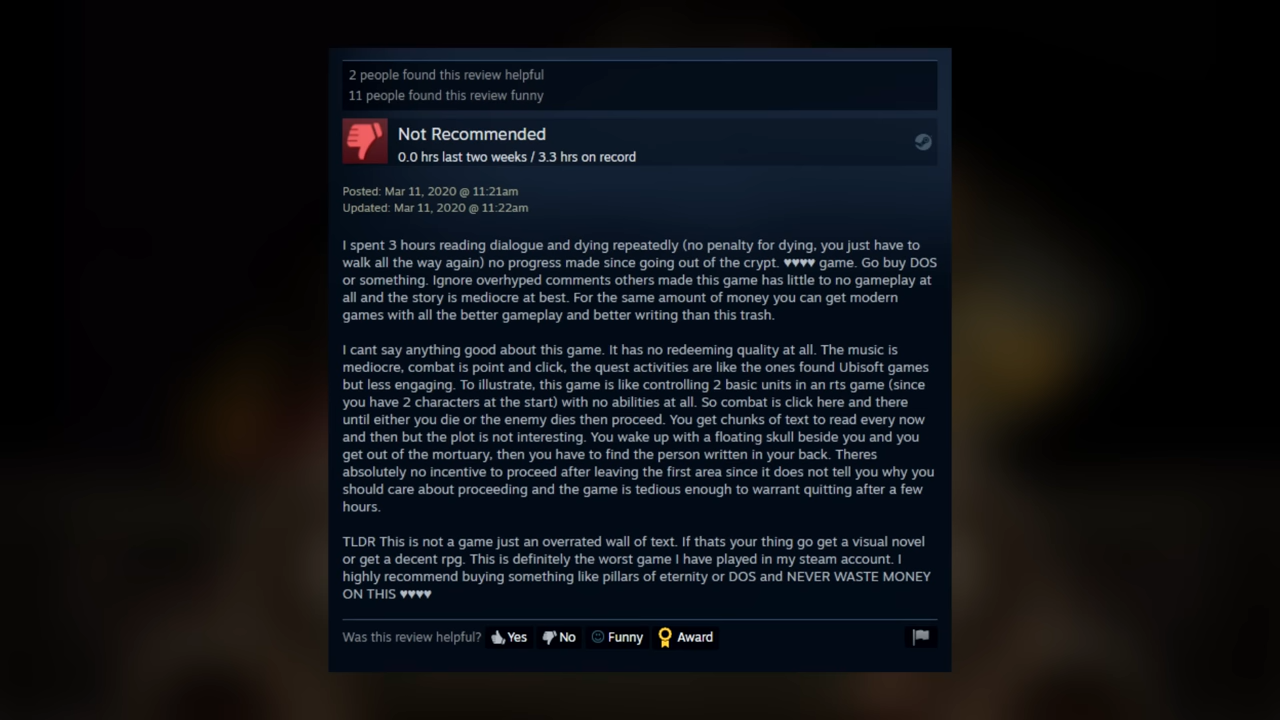 2 people found this review helpful
11 people found this review funny
Not Recommended
0.0 hrs last two weeks / 3.3 hrs on record
Posted: Mar 11, 2020 @ 11:21am
Updated: Mar 11, 2020 @ 11:22am
I spent 3 hours reading dialogue and dying repeatedly (no penalty for dying, you just have to
walk all the way again) no progress made since going out of the crypt. ♥♥♥♥ game. Go buy DOS
or something. Ignore overhyped comments others made this game has little to no gameplay at
all and the story is mediocre at best. For the same amount of money you can get modern
games with all the better gameplay and better writing than this trash.
I cant say anything good about this game. It has no redeeming quality at all. The music is
mediocre, combat is point and click, the quest activities are like the ones found Ubisoft games
but less engaging. To illustrate, this game is like controlling 2 basic units in an rts game (since
you have 2 characters at the start) with no abilities at all. So combat is click here and there
until either you die or the enemy dies then proceed. You get chunks of text to read every now
and then but the plot is not interesting. You wake up with a floating skull beside you and you
get out of the mortuary, then you have to find the person written in your back. Theres
absolutely no incentive to proceed after leaving the first area since it does not tell you why you
should care about proceeding and the game is tedious enough to warrant quitting after a few
hours.
TLDR This is not a game just an overrated wall of text. If thats your thing go get a visual novel
or get a decent rpg. This is definitely the worst game I have played in my steam account. I
highly recommend buying something like pillars of eternity or DOS and NEVER WASTE MONEY
ON THIS ♥♥♥♥
Was this review helpful? Yes No Funny Award